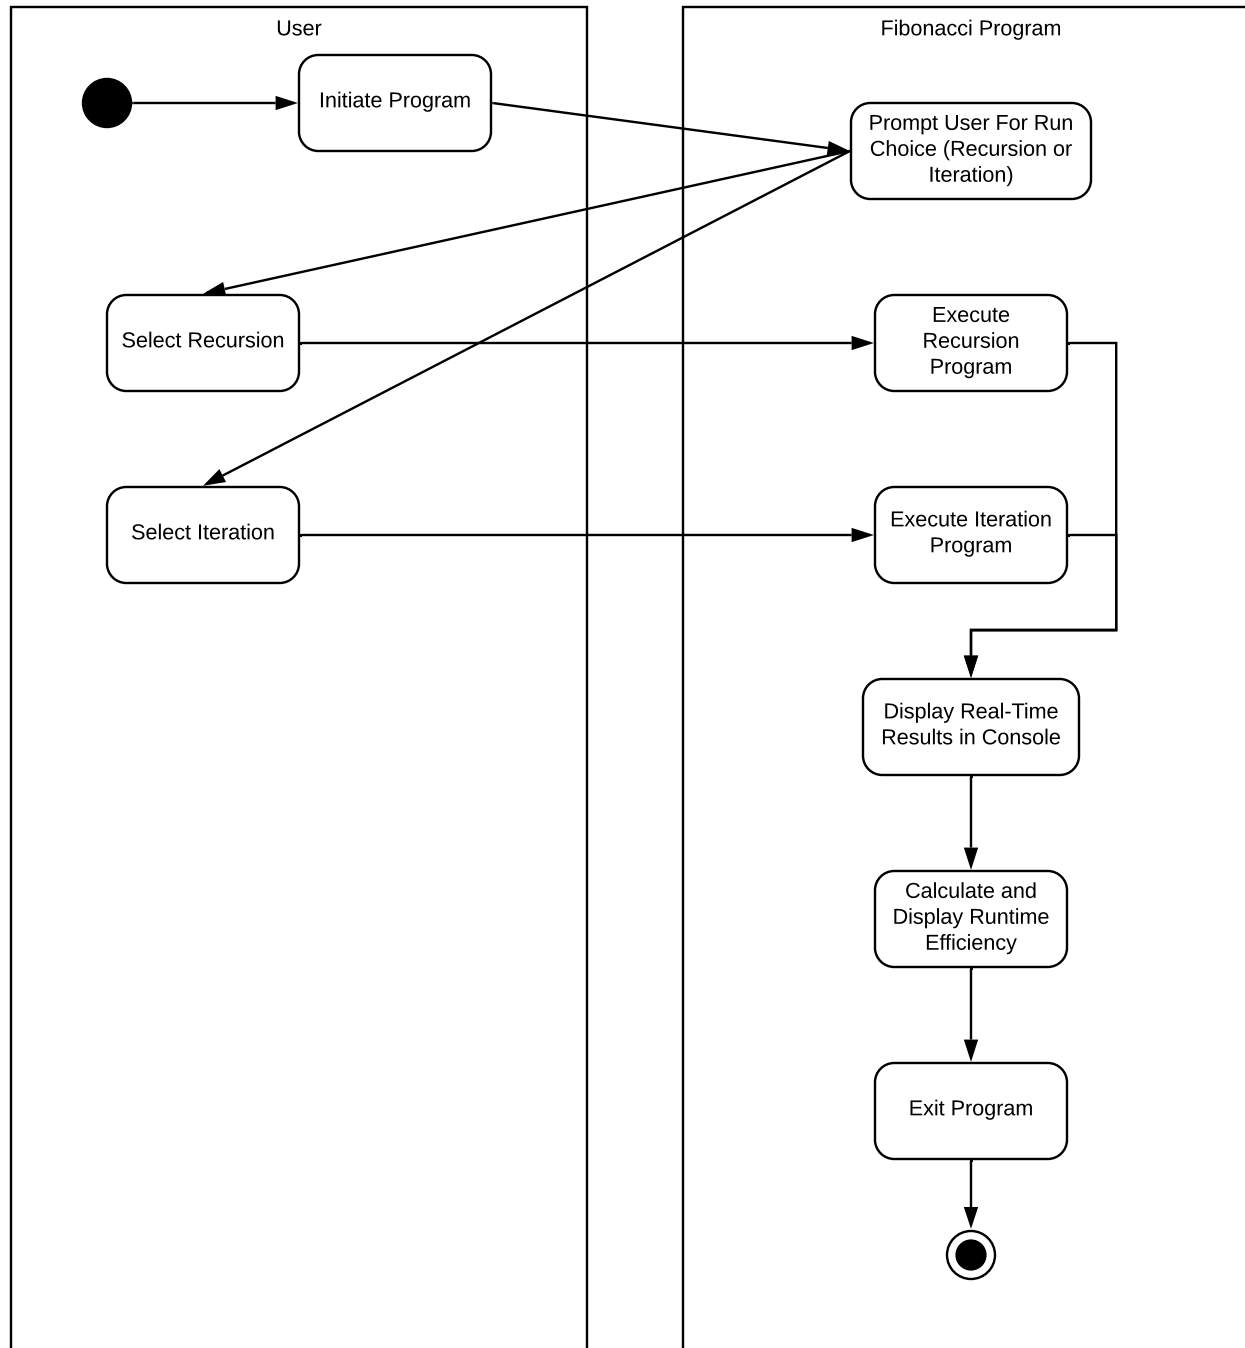 User
Fibonacci Program
Initiate Program
Prompt User For Run
Choice (Recursion or
Iteration)
Select Recursion
Execute
Recursion
Program
Select Iteration
Execute Iteration
Program
Display Real-Time
Results in Console
Calculate and
Display Runtime
Efficiency
Exit Program